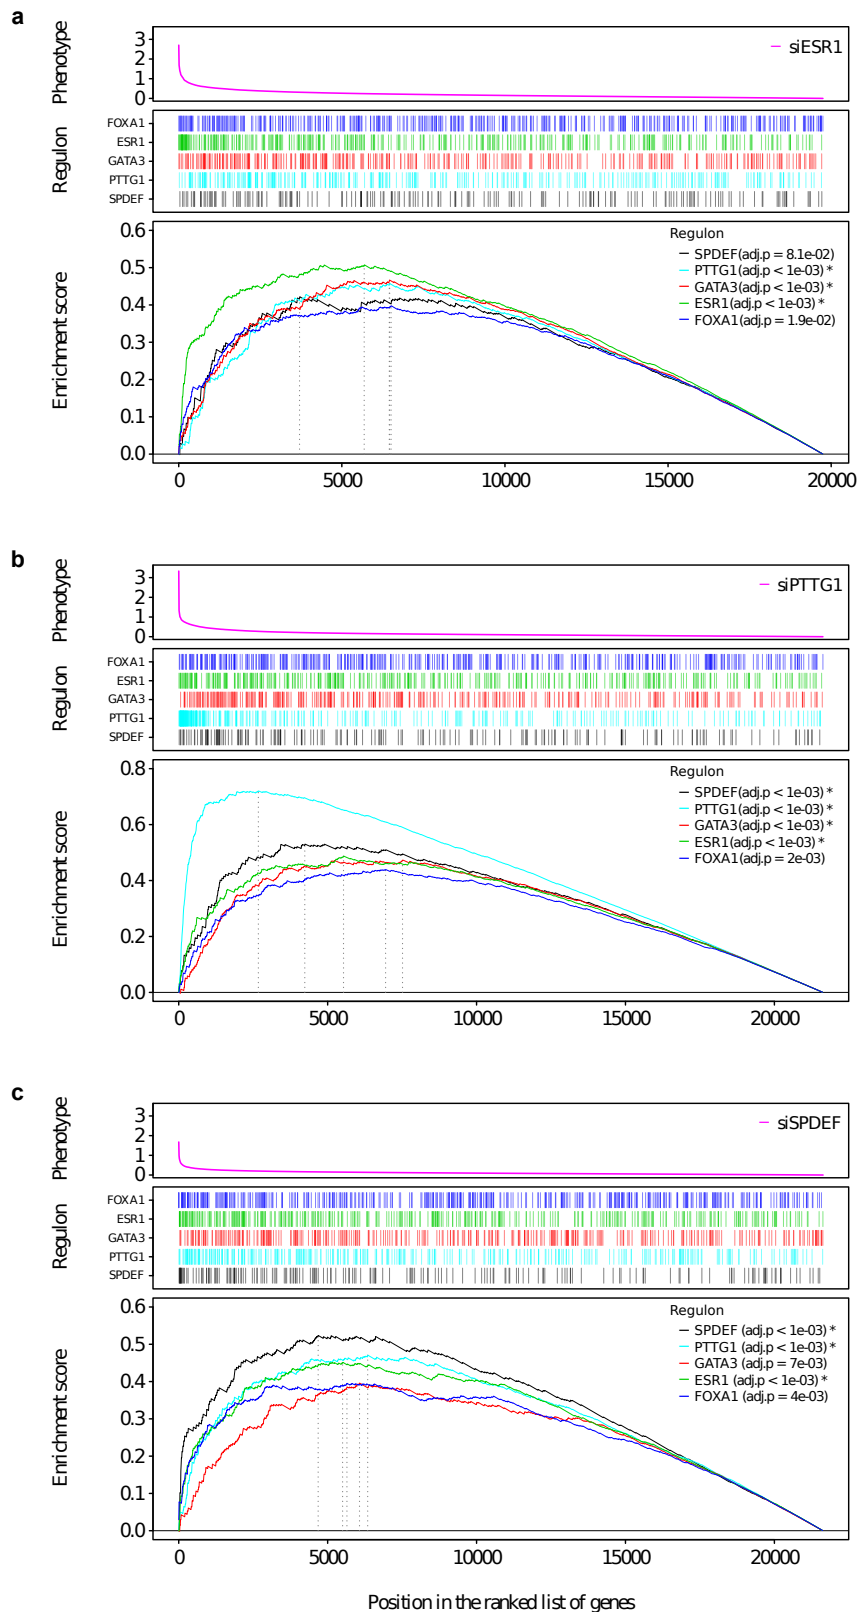 a
Phenotype
3
2
1
0
siESR1
Regulon
FOXA1
ESR1
GATA3
PTTG1
SPDEF
Enrichment score
0.6
0.5
0.4
0.3
0.2
0.1
0.0
Regulon
SPDEF(adj.p = 8.1e-02)
PTTG1(adj.p < 1e-03) *
GATA3(adj.p < 1e-03) *
ESR1(adj.p < 1e-03) *
FOXA1(adj.p = 1.9e-02)
0 5000 10000 15000 20000
b
Phenotype
3
2
1
0
siPTTG1
Regulon
FOXA1
ESR1
GATA3
PTTG1
SPDEF
Enrichment score
0.8
0.6
0.4
0.2
0.0
Regulon
SPDEF(adj.p < 1e-03) *
PTTG1(adj.p < 1e-03) *
GATA3(adj.p < 1e-03) *
ESR1(adj.p < 1e-03) *
FOXA1(adj.p = 2e-03)
0 5000 10000 15000 20000
c
Phenotype
3
2
1
0
siSPDEF
Regulon
FOXA1
ESR1
GATA3
PTTG1
SPDEF
Enrichment score
0.6
0.5
0.4
0.3
0.2
0.1
0.0
Regulon
SPDEF (adj.p < 1e-03) *
PTTG1 (adj.p < 1e-03) *
GATA3 (adj.p = 7e-03)
ESR1 (adj.p < 1e-03) *
FOXA1 (adj.p = 4e-03)
0 5000 10000 15000 20000
Position in the ranked list of genes